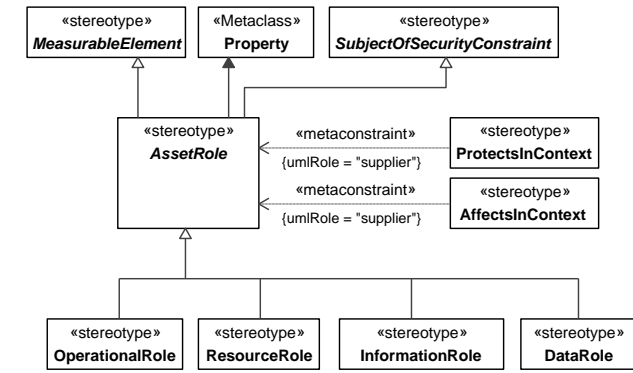 «stereotype»
MeasurableElement
«Metaclass»
Property
«stereotype»
SubjectOfSecurityConstraint
«stereotype»
AssetRole
«metaconstraint»
{umlRole = "supplier"}
«stereotype»
ProtectsInContext
«metaconstraint»
{umlRole = "supplier"}
«stereotype»
AffectsInContext
«stereotype»
OperationalRole
«stereotype»
ResourceRole
«stereotype»
InformationRole
«stereotype»
DataRole